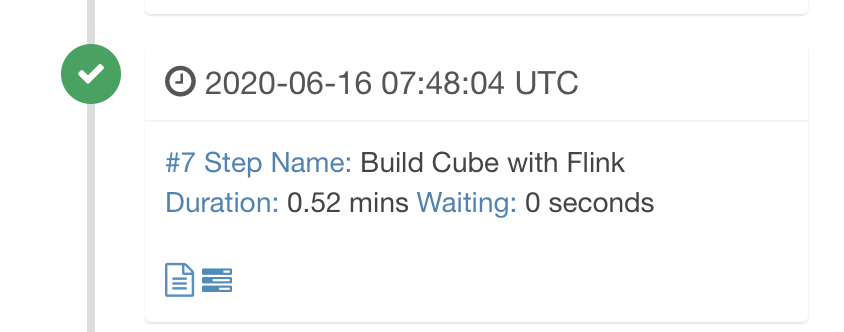 2020-06-16 07:48:04 UTC
#7 Step Name: Build Cube with Flink
Duration: 0.52 mins Waiting: 0 seconds